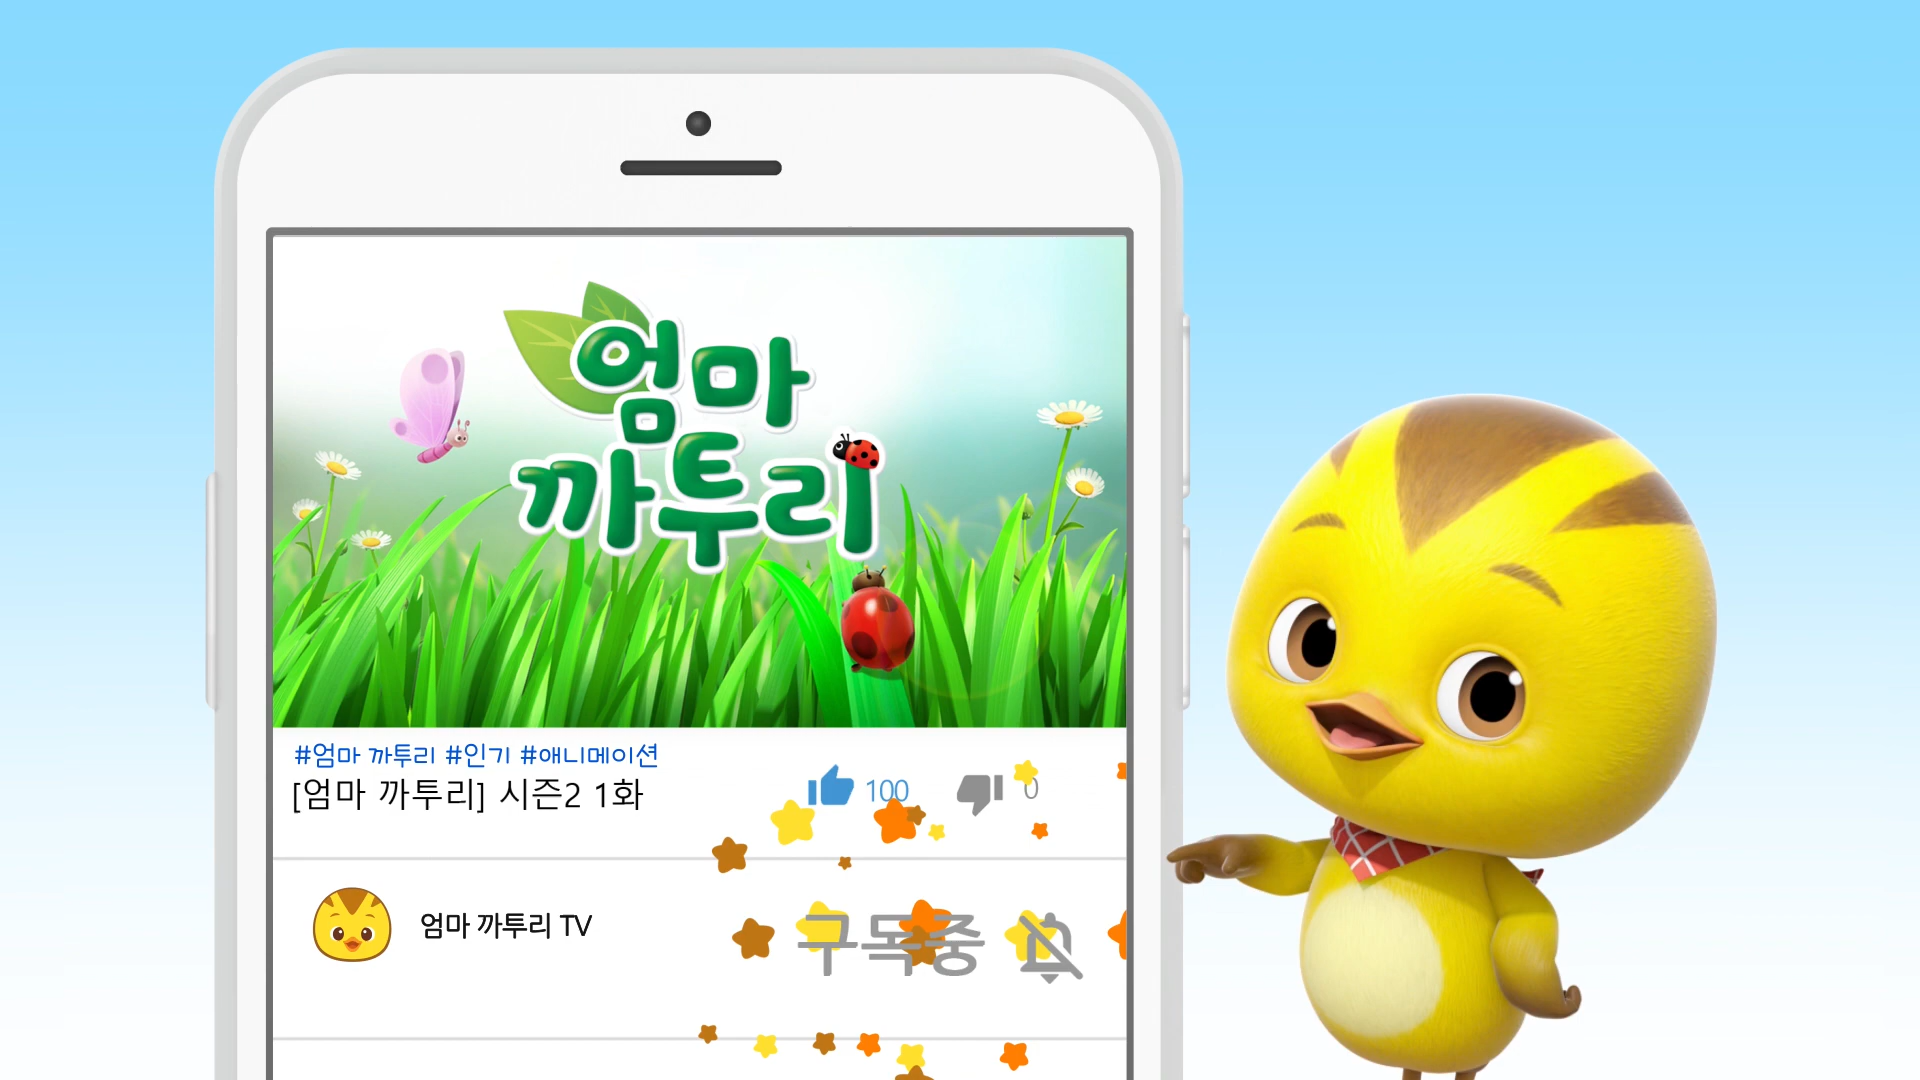 엄마
까투리
#엄마 까투리 #인기 #애니메이션
[엄마 까투리] 시즌2 1화
100
0
엄마 까투리 TV
구독중